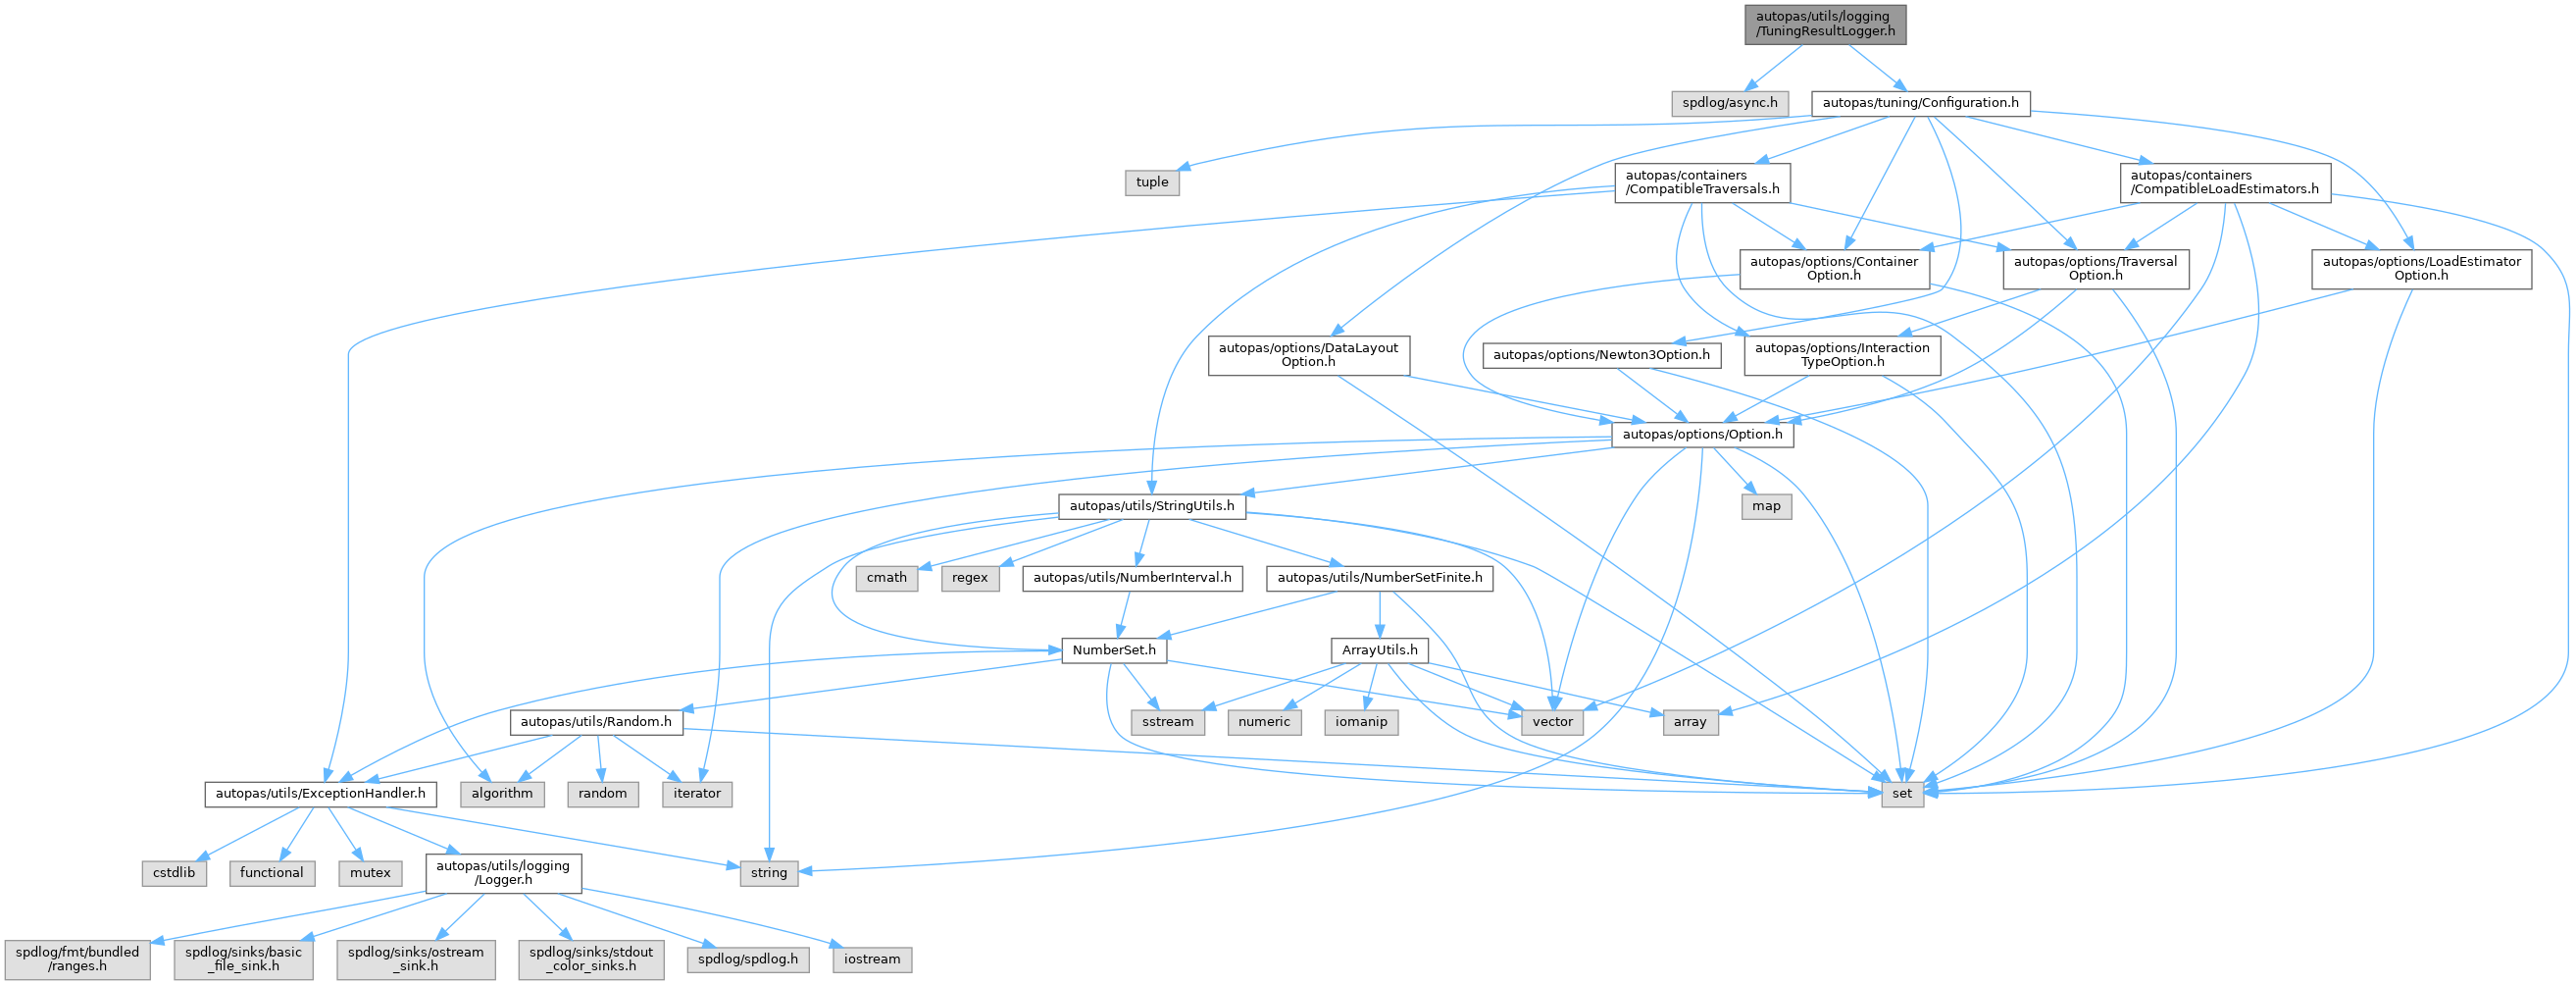 autopas/utils/logging
/TuningResultLogger.h
spdlog/async.h
autopas/tuning/Configuration.h
tuple
autopas/containers
/CompatibleTraversals.h
autopas/containers
/CompatibleLoadEstimators.h
autopas/options/Container
Option.h
autopas/options/Traversal
Option.h
autopas/options/LoadEstimator
Option.h
autopas/options/DataLayout
Option.h
autopas/options/Newton3Option.h
autopas/options/Interaction
TypeOption.h
autopas/options/Option.h
autopas/utils/StringUtils.h
map
cmath
regex
autopas/utils/NumberInterval.h
autopas/utils/NumberSetFinite.h
NumberSet.h
ArrayUtils.h
autopas/utils/Random.h
sstream
numeric
iomanip
vector
array
autopas/utils/ExceptionHandler.h
algorithm
random
iterator
set
cstdlib
functional
mutex
autopas/utils/logging
/Logger.h
string
spdlog/fmt/bundled
/ranges.h
spdlog/sinks/basic
_file_sink.h
spdlog/sinks/ostream
_sink.h
spdlog/sinks/stdout
_color_sinks.h
spdlog/spdlog.h
iostream